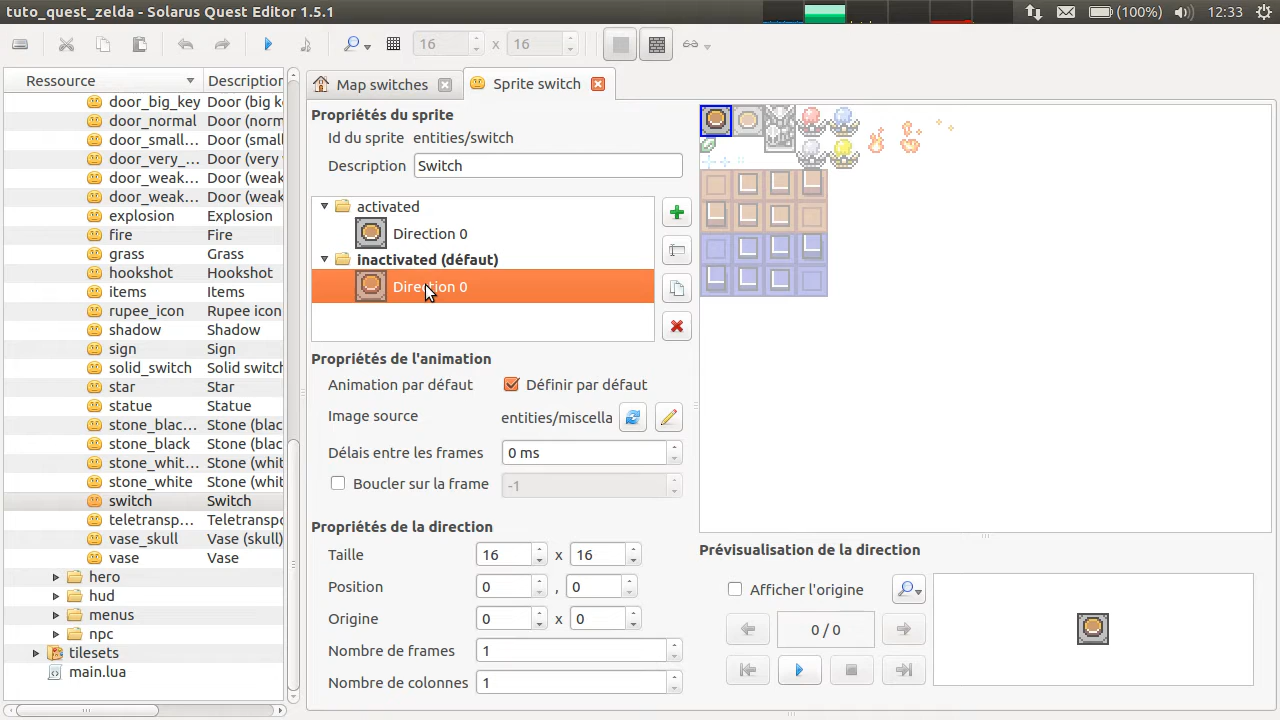 tuto_quest_zelda - Solarus Quest Editor 1.5.1
(100%)
12:33
16 x 16
Ressource
Description
door_big_key Door (big k
door_normal Door (norm
door_small... Door (small
door_very_... Door (very
door_weak... Door (weak
door_weak... Door (weak
explosion Explosion
fire Fire
grass Grass
hookshot Hookshot
items Items
rupee_icon Rupee icon
shadow Shadow
sign Sign
solid_switch Solid switch
star Star
statue Statue
stone_blac... Stone (blac
stone_black Stone (blac
stone_whit... Stone (whit
stone_white Stone (whit
switch Switch
teletransp... Teletranspo
vase_skull Vase (skull)
vase Vase
hero
hud
menus
npc
tilesets
main.lua
Map switches
Sprite switch
Propriétés du sprite
Id du sprite entities/switch
Description Switch
activated
Direction 0
inactivated (défaut)
Direction 0
Propriétés de l'animation
Animation par défaut Définir par défaut
Image source entities/miscella
Délais entre les frames 0 ms
Boucler sur la frame -1
Propriétés de la direction
Taille 16 x 16
Position 0 , 0
Origine 0 x 0
Nombre de frames 1
Nombre de colonnes 1
Prévisualisation de la direction
Afficher l'origine
0 / 0